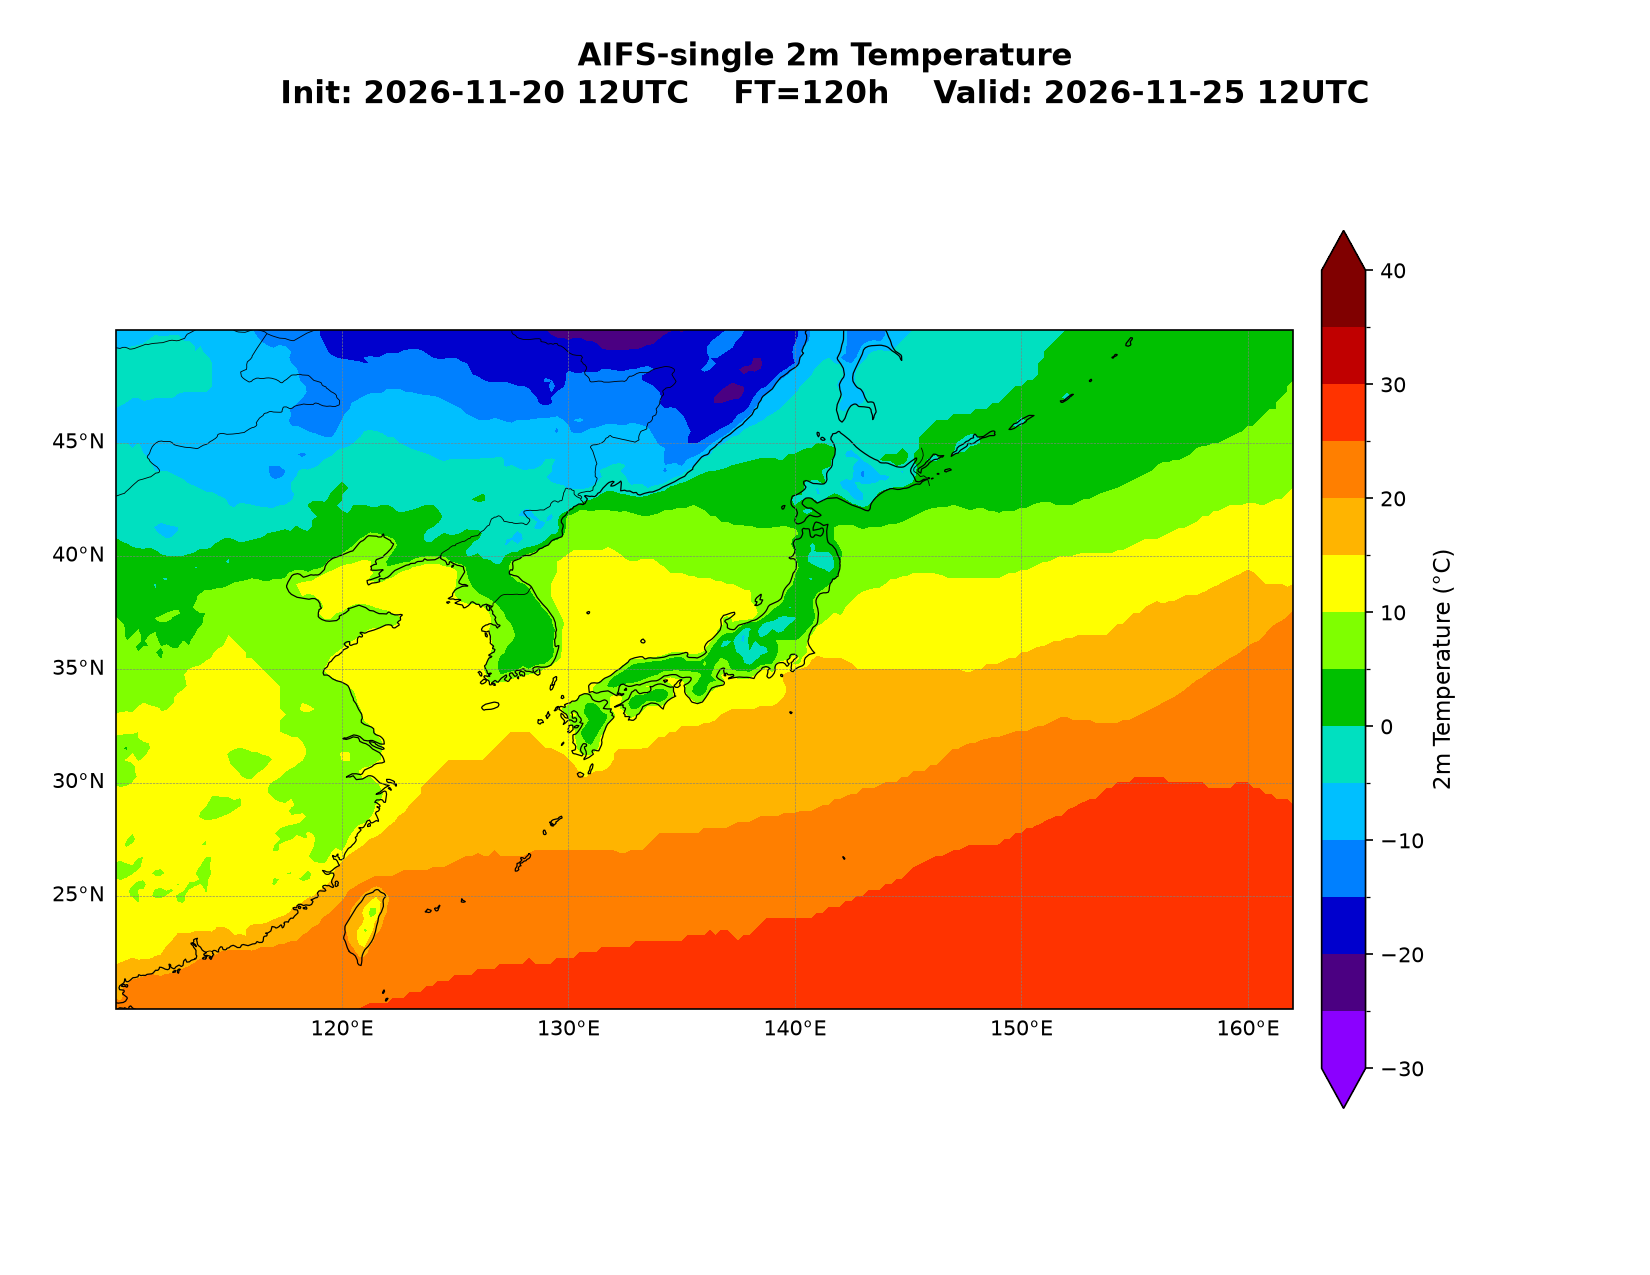 AIFS-single 2m Temperature
Init: 2026-11-20 12UTC    FT=120h    Valid: 2026-11-25 12UTC
45°N
40°N
35°N
30°N
25°N
120°E
130°E
140°E
150°E
160°E
40
30
20
10
0
−10
−20
−30
2m Temperature (°C)